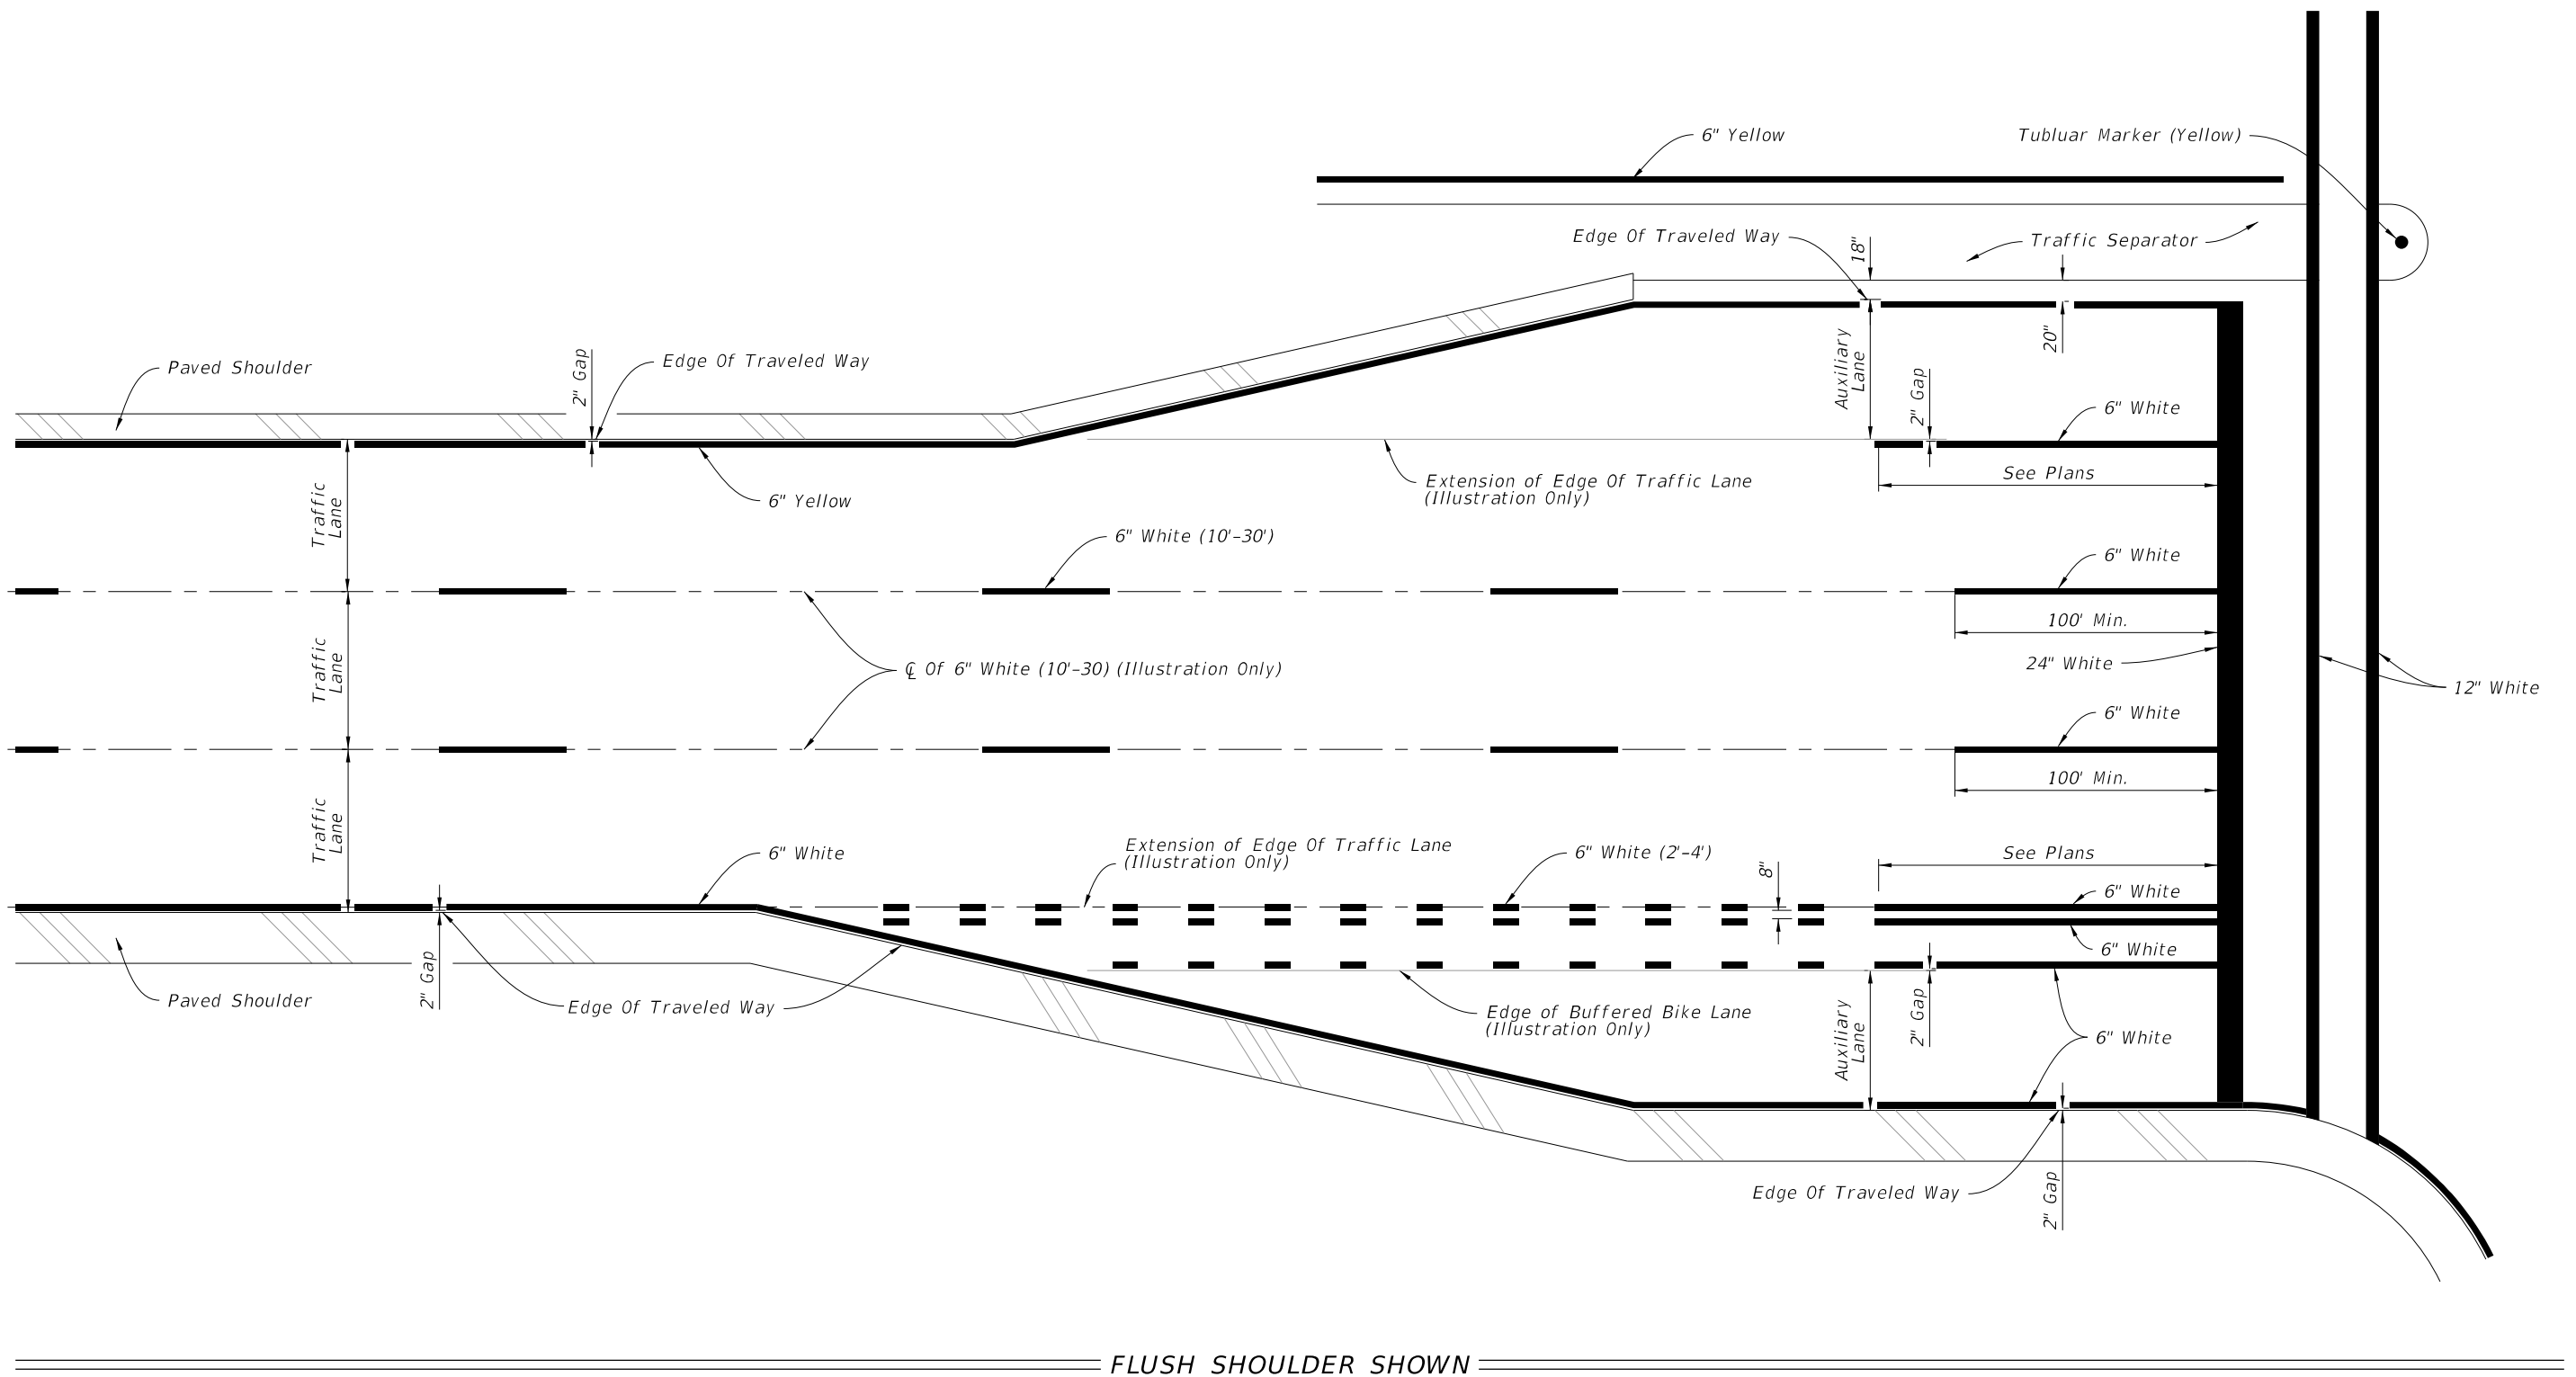 6" Yellow
Tubluar Marker (Yellow)
Edge Of Traveled Way
18"
Traffic Separator
20"
Paved Shoulder
2" Gap
Edge Of Traveled Way
Auxiliary
Lane
2" Gap
6" White
See Plans
6" Yellow
Extension of Edge Of Traffic Lane
(Illustration Only)
Traffic
Lane
6" White (10'-30')
6" White
100' Min.
24" White
Traffic
Lane
℄ Of 6" White (10'-30) (Illustration Only)
12" White
6" White
100' Min.
Traffic
Lane
6" White
Extension of Edge Of Traffic Lane
(Illustration Only)
6" White (2'-4')
8"
See Plans
6" White
6" White
2" Gap
Paved Shoulder
Edge Of Traveled Way
Edge of Buffered Bike Lane
(Illustration Only)
Auxiliary
Lane
2" Gap
6" White
Edge Of Traveled Way
2" Gap
FLUSH SHOULDER SHOWN